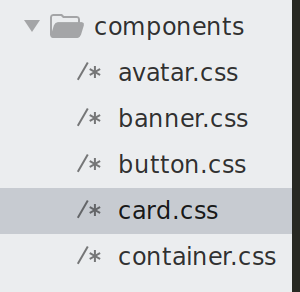 components
/* avatar.css
/* banner.css
/* button.css
/* card.css
/* container.css